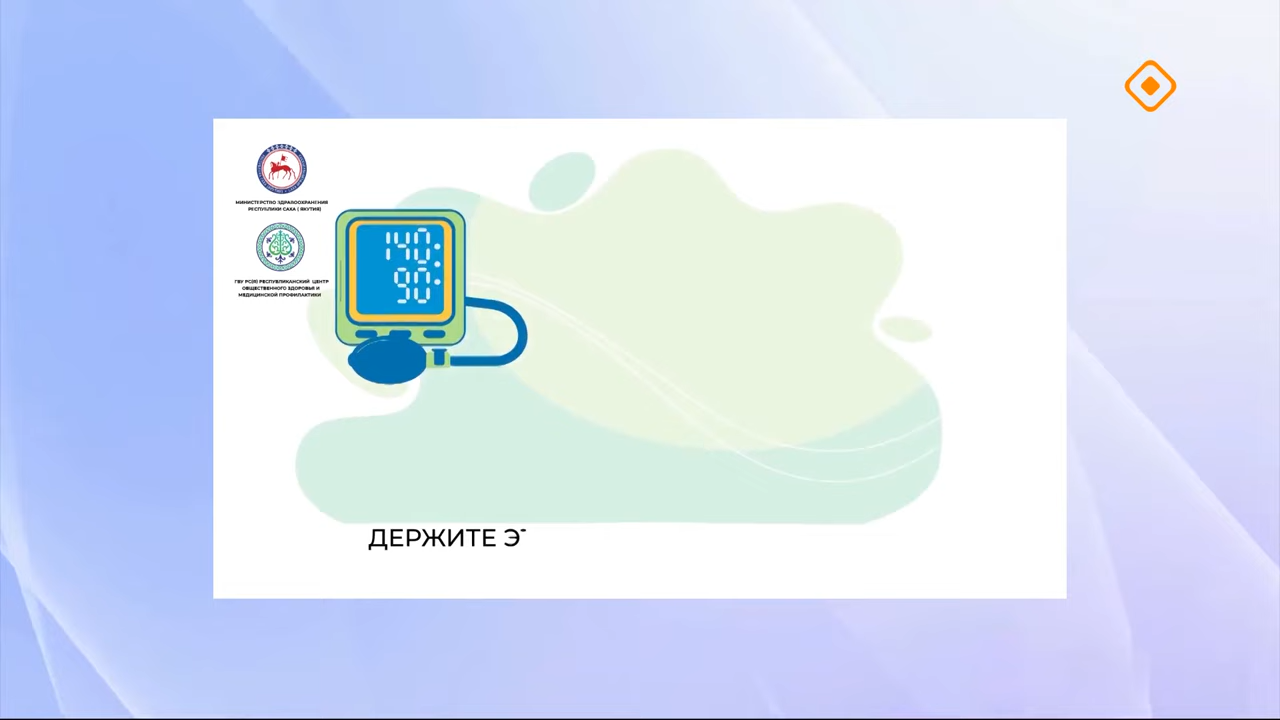 МИНИСТЕРСТВО ЗДРАВООХРАНЕНИЯ
РЕСПУБЛИКИ САХА ( ЯКУТИЯ)
ГБУ РС(Я) РЕСПУБЛИКАНСКИЙ ЦЕНТР
ОБЩЕСТВЕННОГО ЗДОРОВЬЯ И
МЕДИЦИНСКОЙ ПРОФИЛАКТИКИ
140
90
ДЕРЖИТЕ